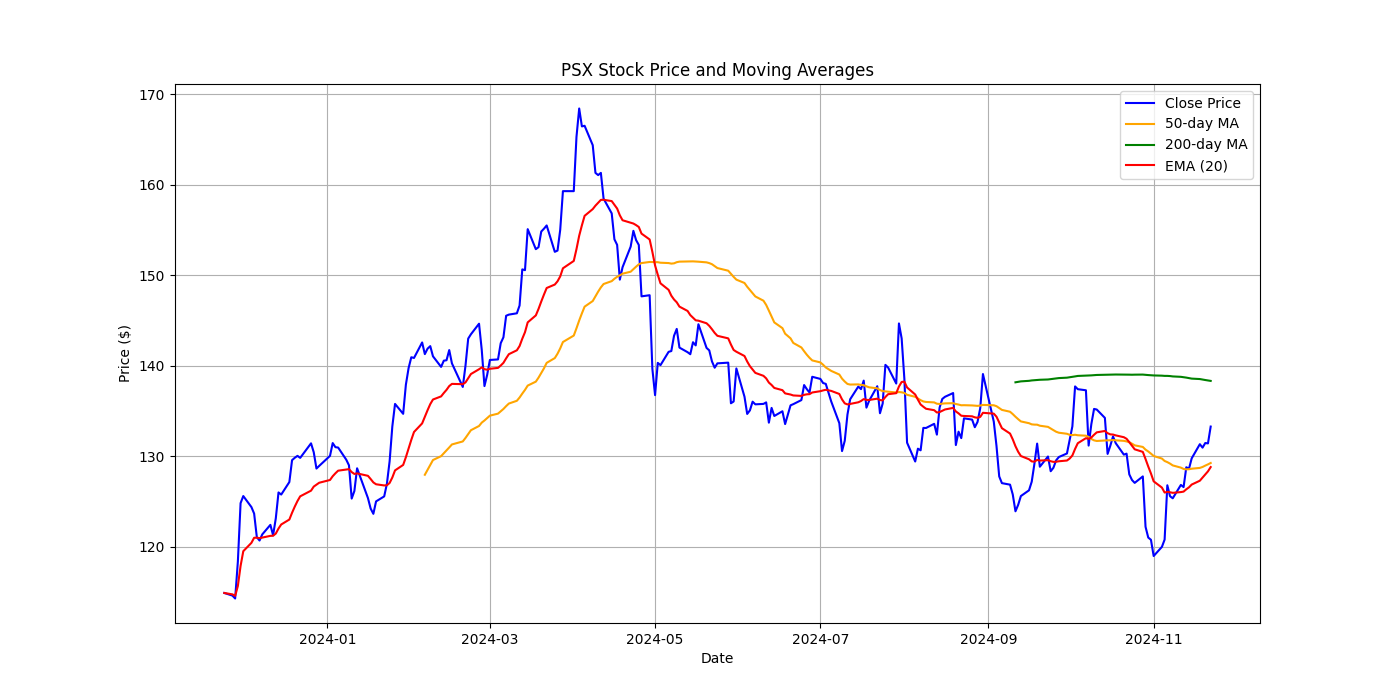 PSX Stock Price and Moving Averages
Close Price
50-day MA
200-day MA
EMA (20)
Price ($)
170
160
150
140
130
120
2024-01
2024-03
2024-05
2024-07
2024-09
2024-11
Date